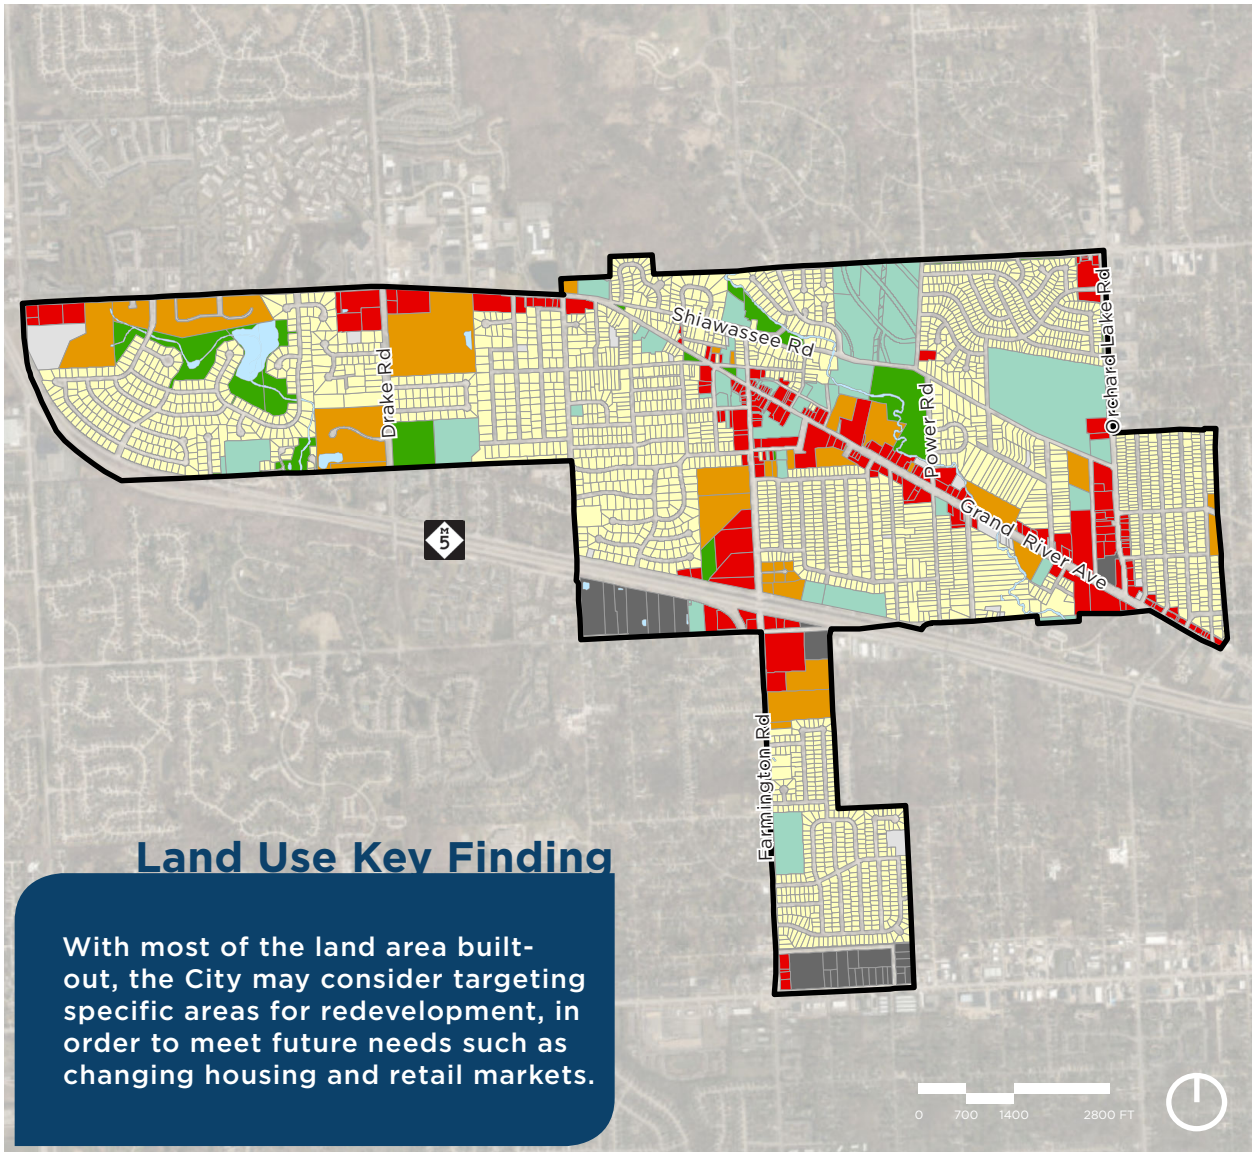 Shiawassee Rd
Orchard Lake Rd
Drake Rd
Power Rd
Grand River Ave
M
5
Farmington Rd
Land Use Key Finding
With most of the land area built-
out, the City may consider targeting
specific areas for redevelopment, in
order to meet future needs such as
changing housing and retail markets.
0 700 1400 2800 FT